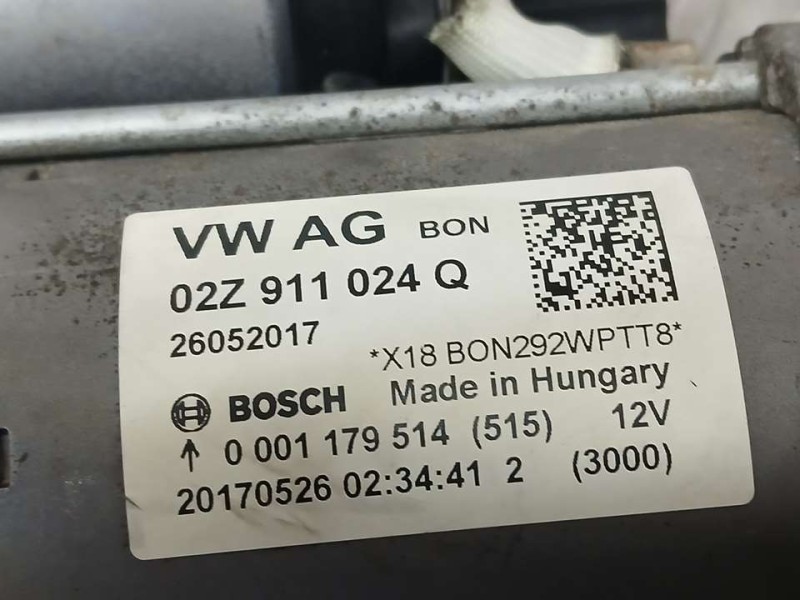 VW AG BON
02Z 911 024 Q
26052017
*X18 BON292WPTT8*
BOSCH Made in Hungary
↑ 0 001 179 514 (515) 12V
20170526 02:34:41 2 (3000)